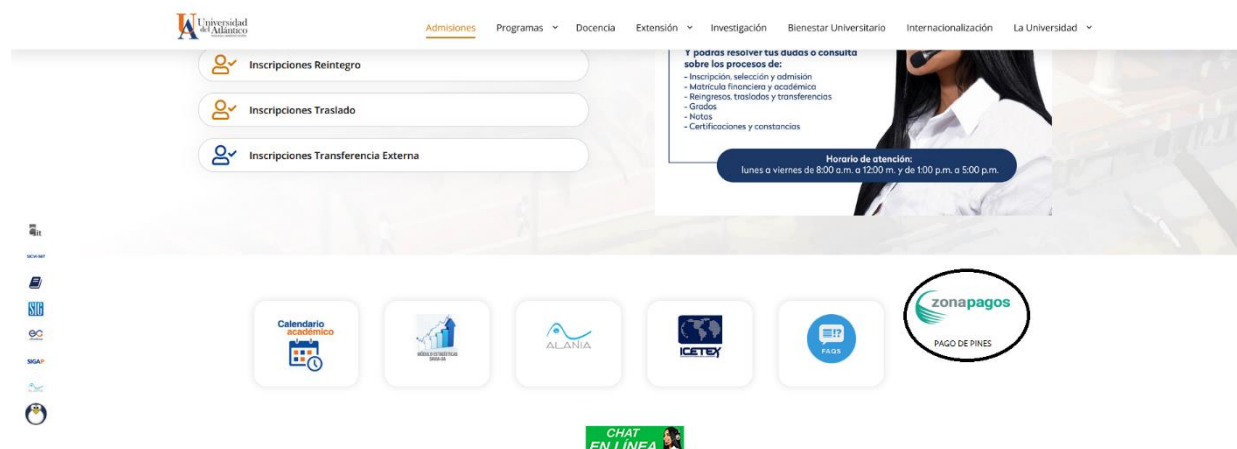 Universidad
del Atlántico
Admisiones
Programas
Docencia
Extensión
Investigación
Bienestar Universitario
Internacionalización
La Universidad
Inscripciones Reintegro
Inscripciones Traslado
Inscripciones Transferencia Externa
Y podrás resolver tus dudas o consulta
sobre los procesos de:
- Inscripción, selección y admisión
- Matrícula financiera y académica
- Reingresos, traslados y transferencias
- Grados
- Notas
- Certificaciones y constancias
Horario de atención:
lunes a viernes de 8:00 a.m. a 12:00 m. y de 1:00 p.m. a 5:00 p.m.
SIGAP
Calendario
académico
ALANIA
ICETEX
FAQS
zonapagos
PAGO DE PINES
CHAT
EN LÍNEA